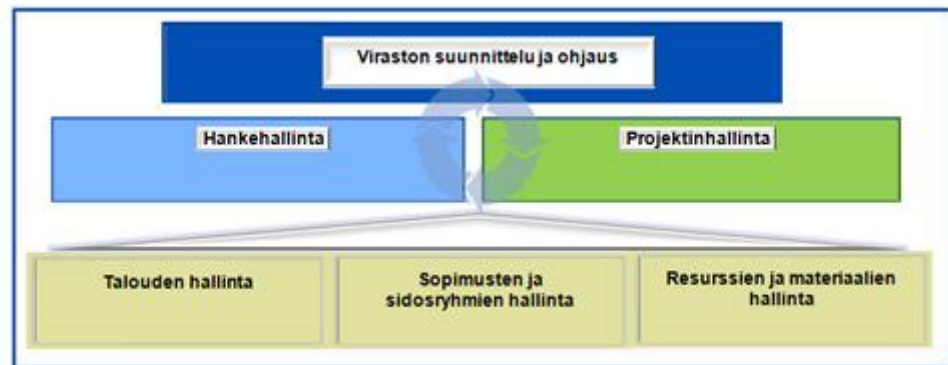 Viraston suunnittelu ja ohjaus
Hankehallinta
Projektinhallinta
Talouden hallinta
Sopimusten ja
sidosryhmien hallinta
Resurssien ja materiaalien
hallinta